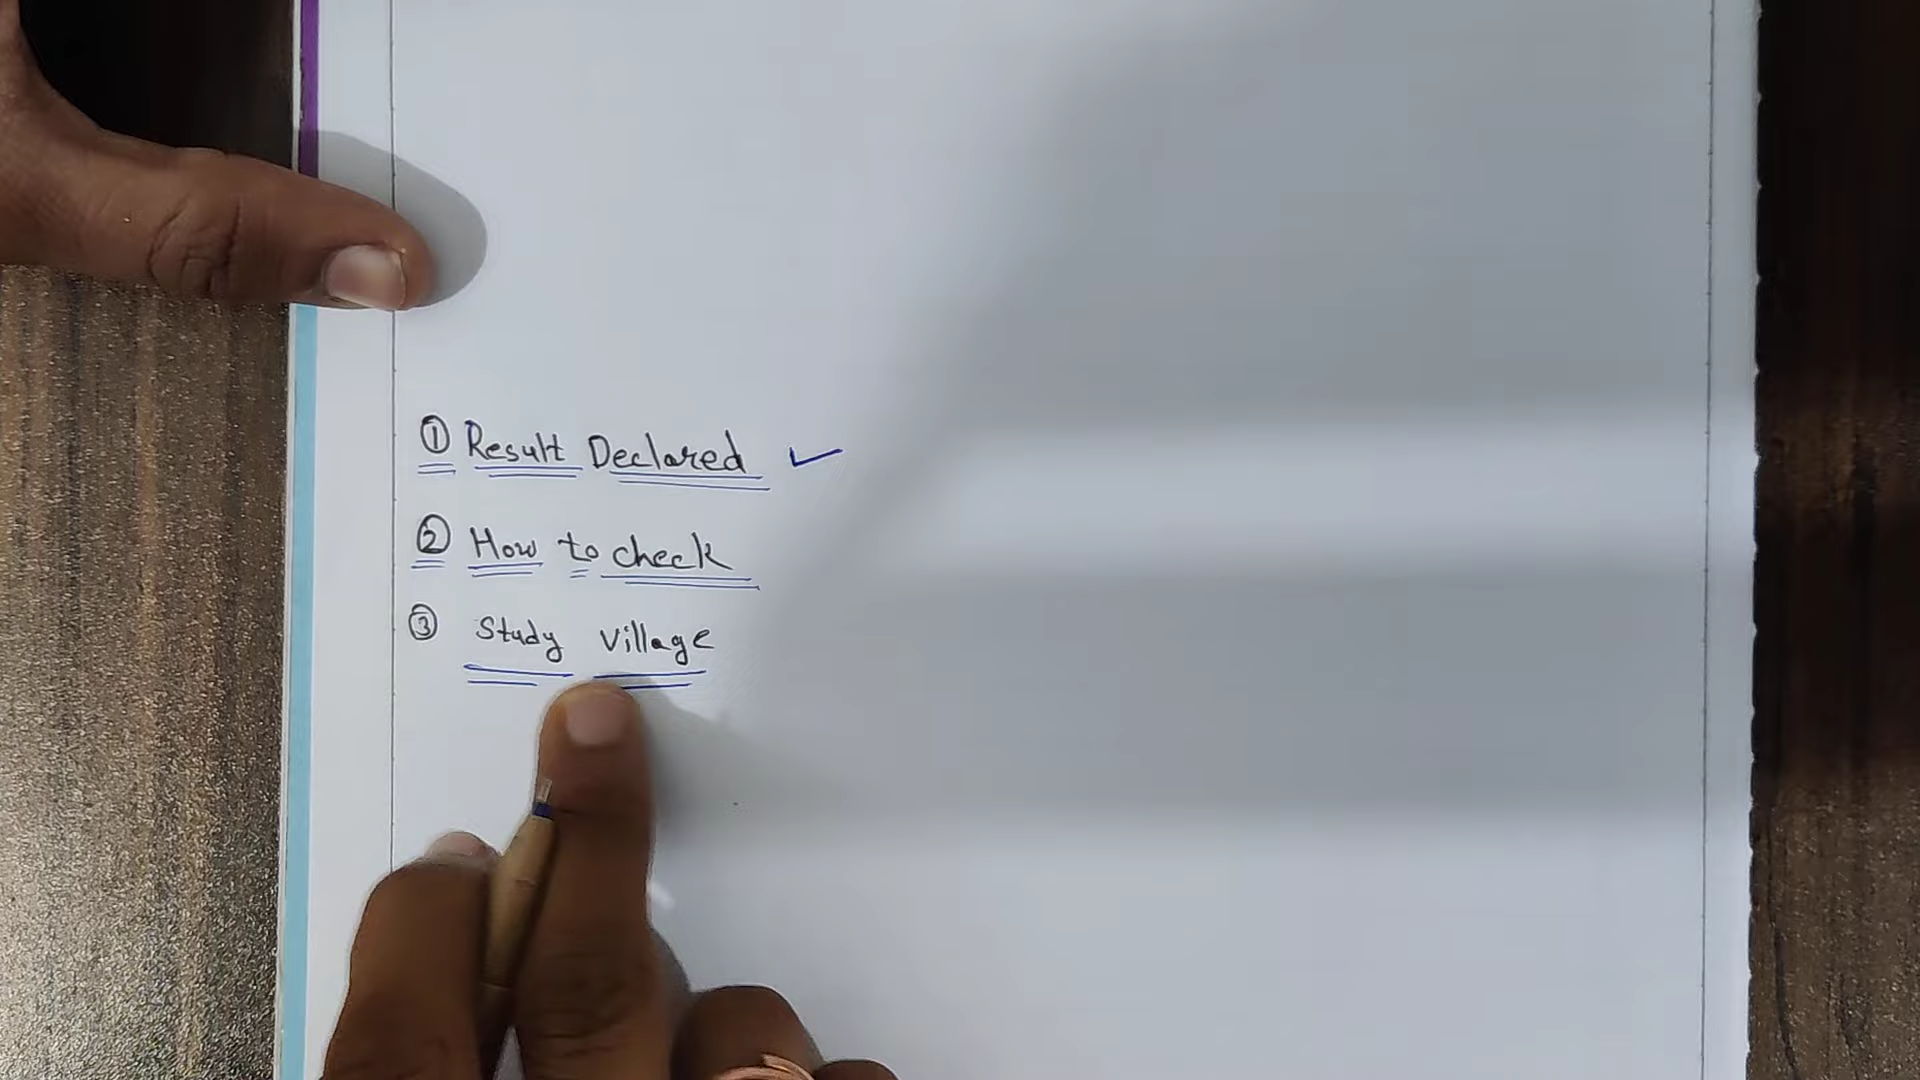 ① Result Declared ✓
② How to check
③ Study Village